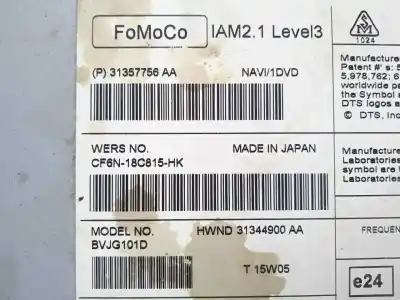 FoMoCo IAM2.1 Level3
1024
(P) 31357756 AA NAVI/1DVD
Manufacture
Patent #' s: 5
5,978,762; 6
worldwide pa
the Symbol a
DTS logos a
© DTS, Inc
WERS NO. MADE IN JAPAN
CF6N-18C815-HK
Manufacture
Laboratories
symbol are t
Laboratories
MODEL NO. HWND 31344900 AA
BVJG101D
FREQUEN
T 15W05
e24